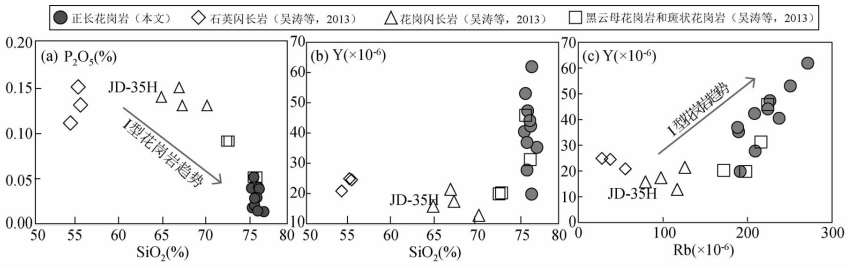 正长花岗岩（本文） 石英闪长岩（吴涛等，2013） 花岗闪长岩（吴涛等，2013） 黑云母花岗岩和斑状花岗岩（吴涛等，2013）
(a) P₂O₅(%)
0.20
0.15
0.10
0.05
0.00
JD-35H
I型花岗岩趋势
50 55 60 65 70 75 80
SiO₂(%)
(b) Y(×10⁻⁶)
70
60
50
40
30
20
10
JD-35H
50 55 60 65 70 75 80
SiO₂(%)
(c) Y(×10⁻⁶)
70
60
50
40
30
20
10
0
JD-35H
I型花岗岩趋势
0 100 200 300
Rb(×10⁻⁶)